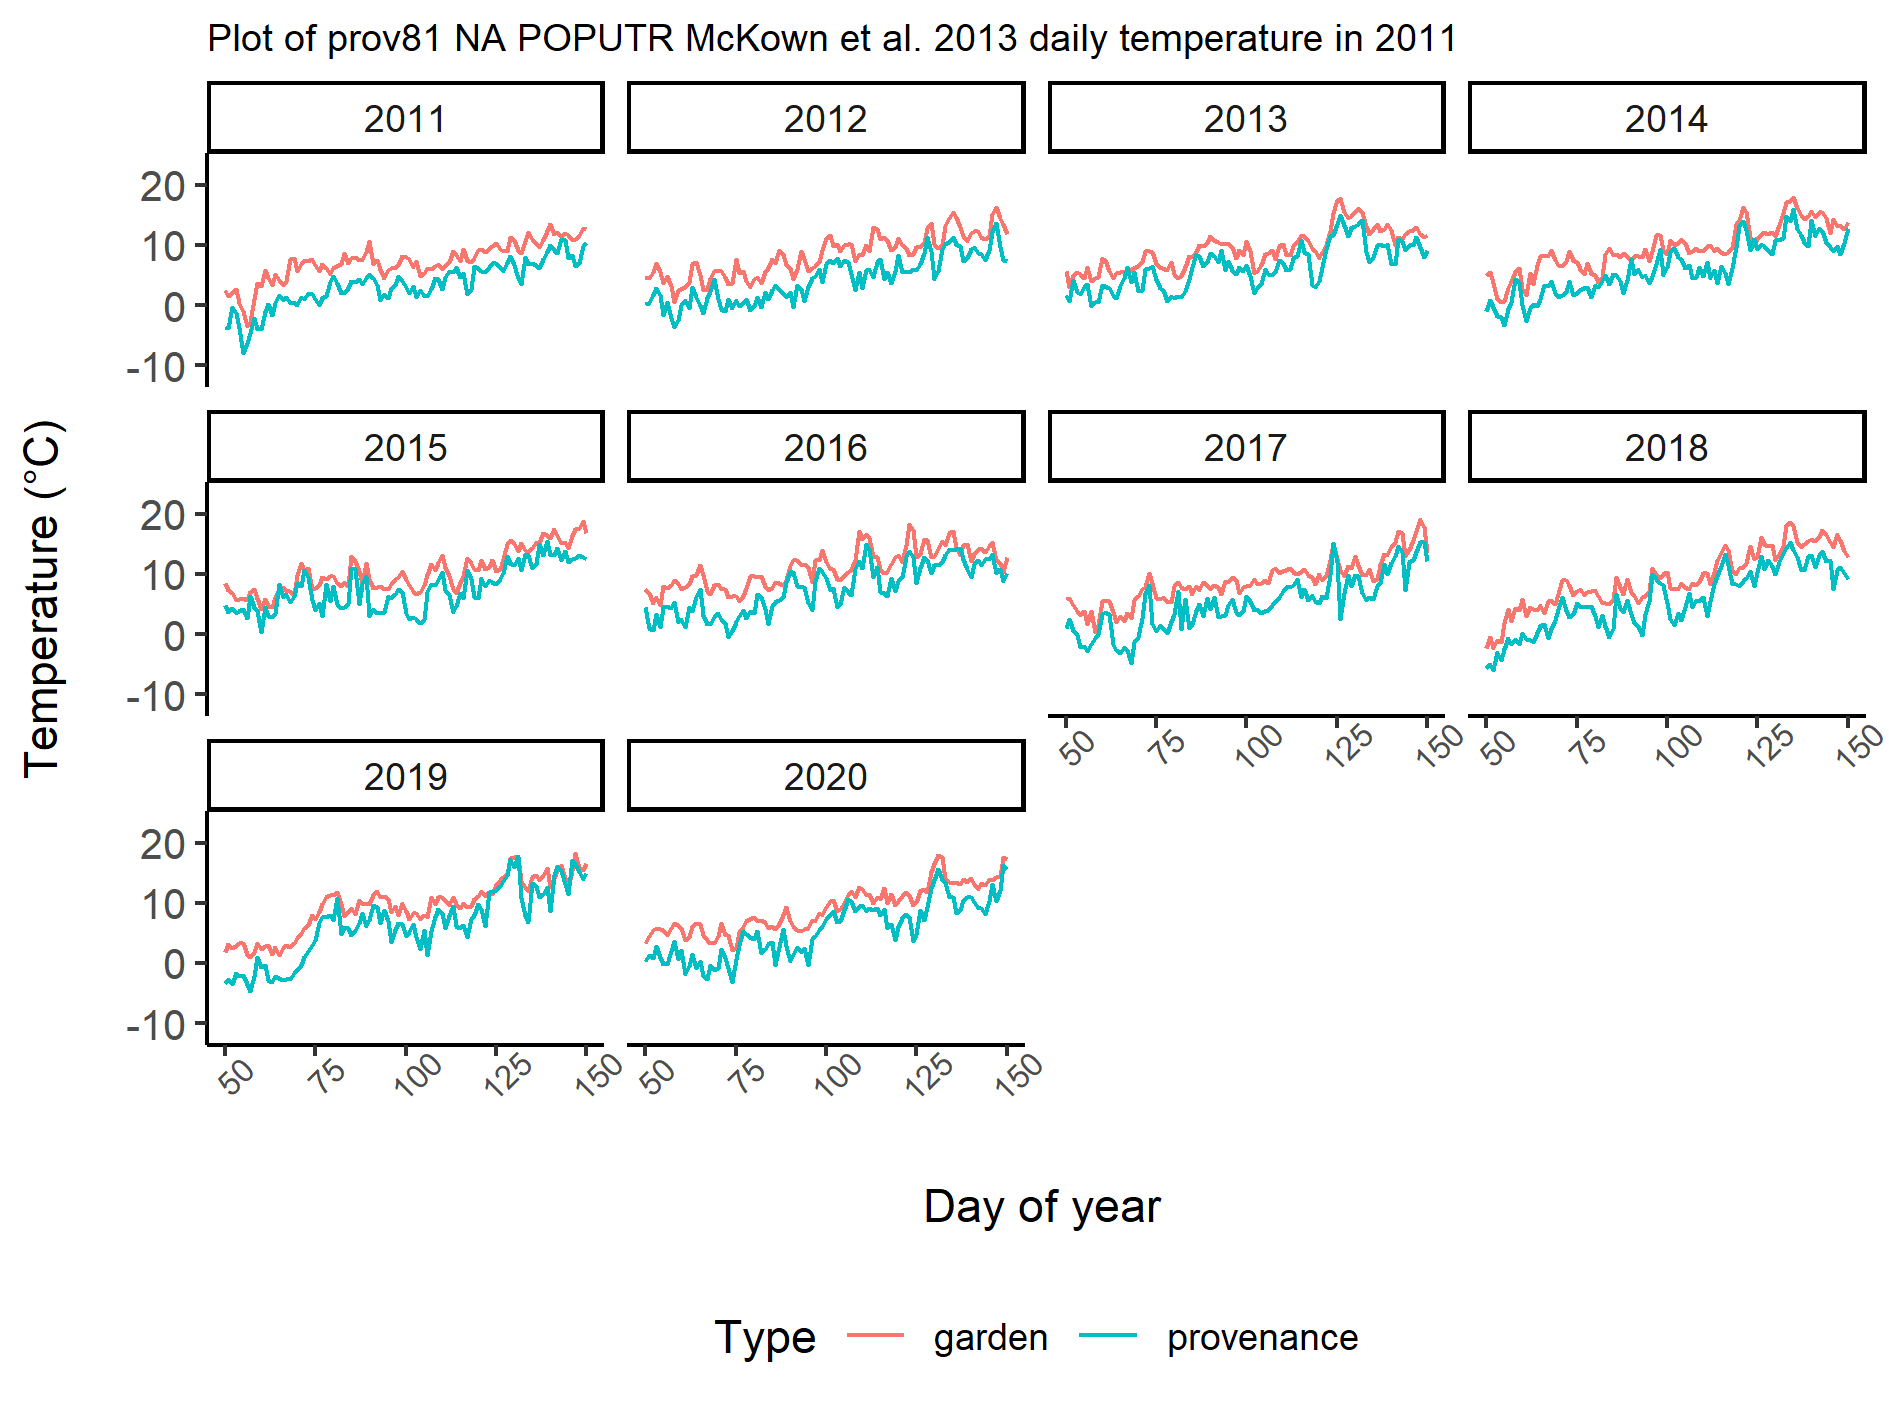 Plot of prov81 NA POPUTR McKown et al. 2013 daily temperature in 2011
2011 2012 2013 2014
20
10
0
-10
2015 2016 2017 2018
20
10
0
-10
50 75 100 125 150 50 75 100 125 150
2019 2020
20
10
0
-10
50 75 100 125 150 50 75 100 125 150
Temperature (°C)
Day of year
Type garden provenance